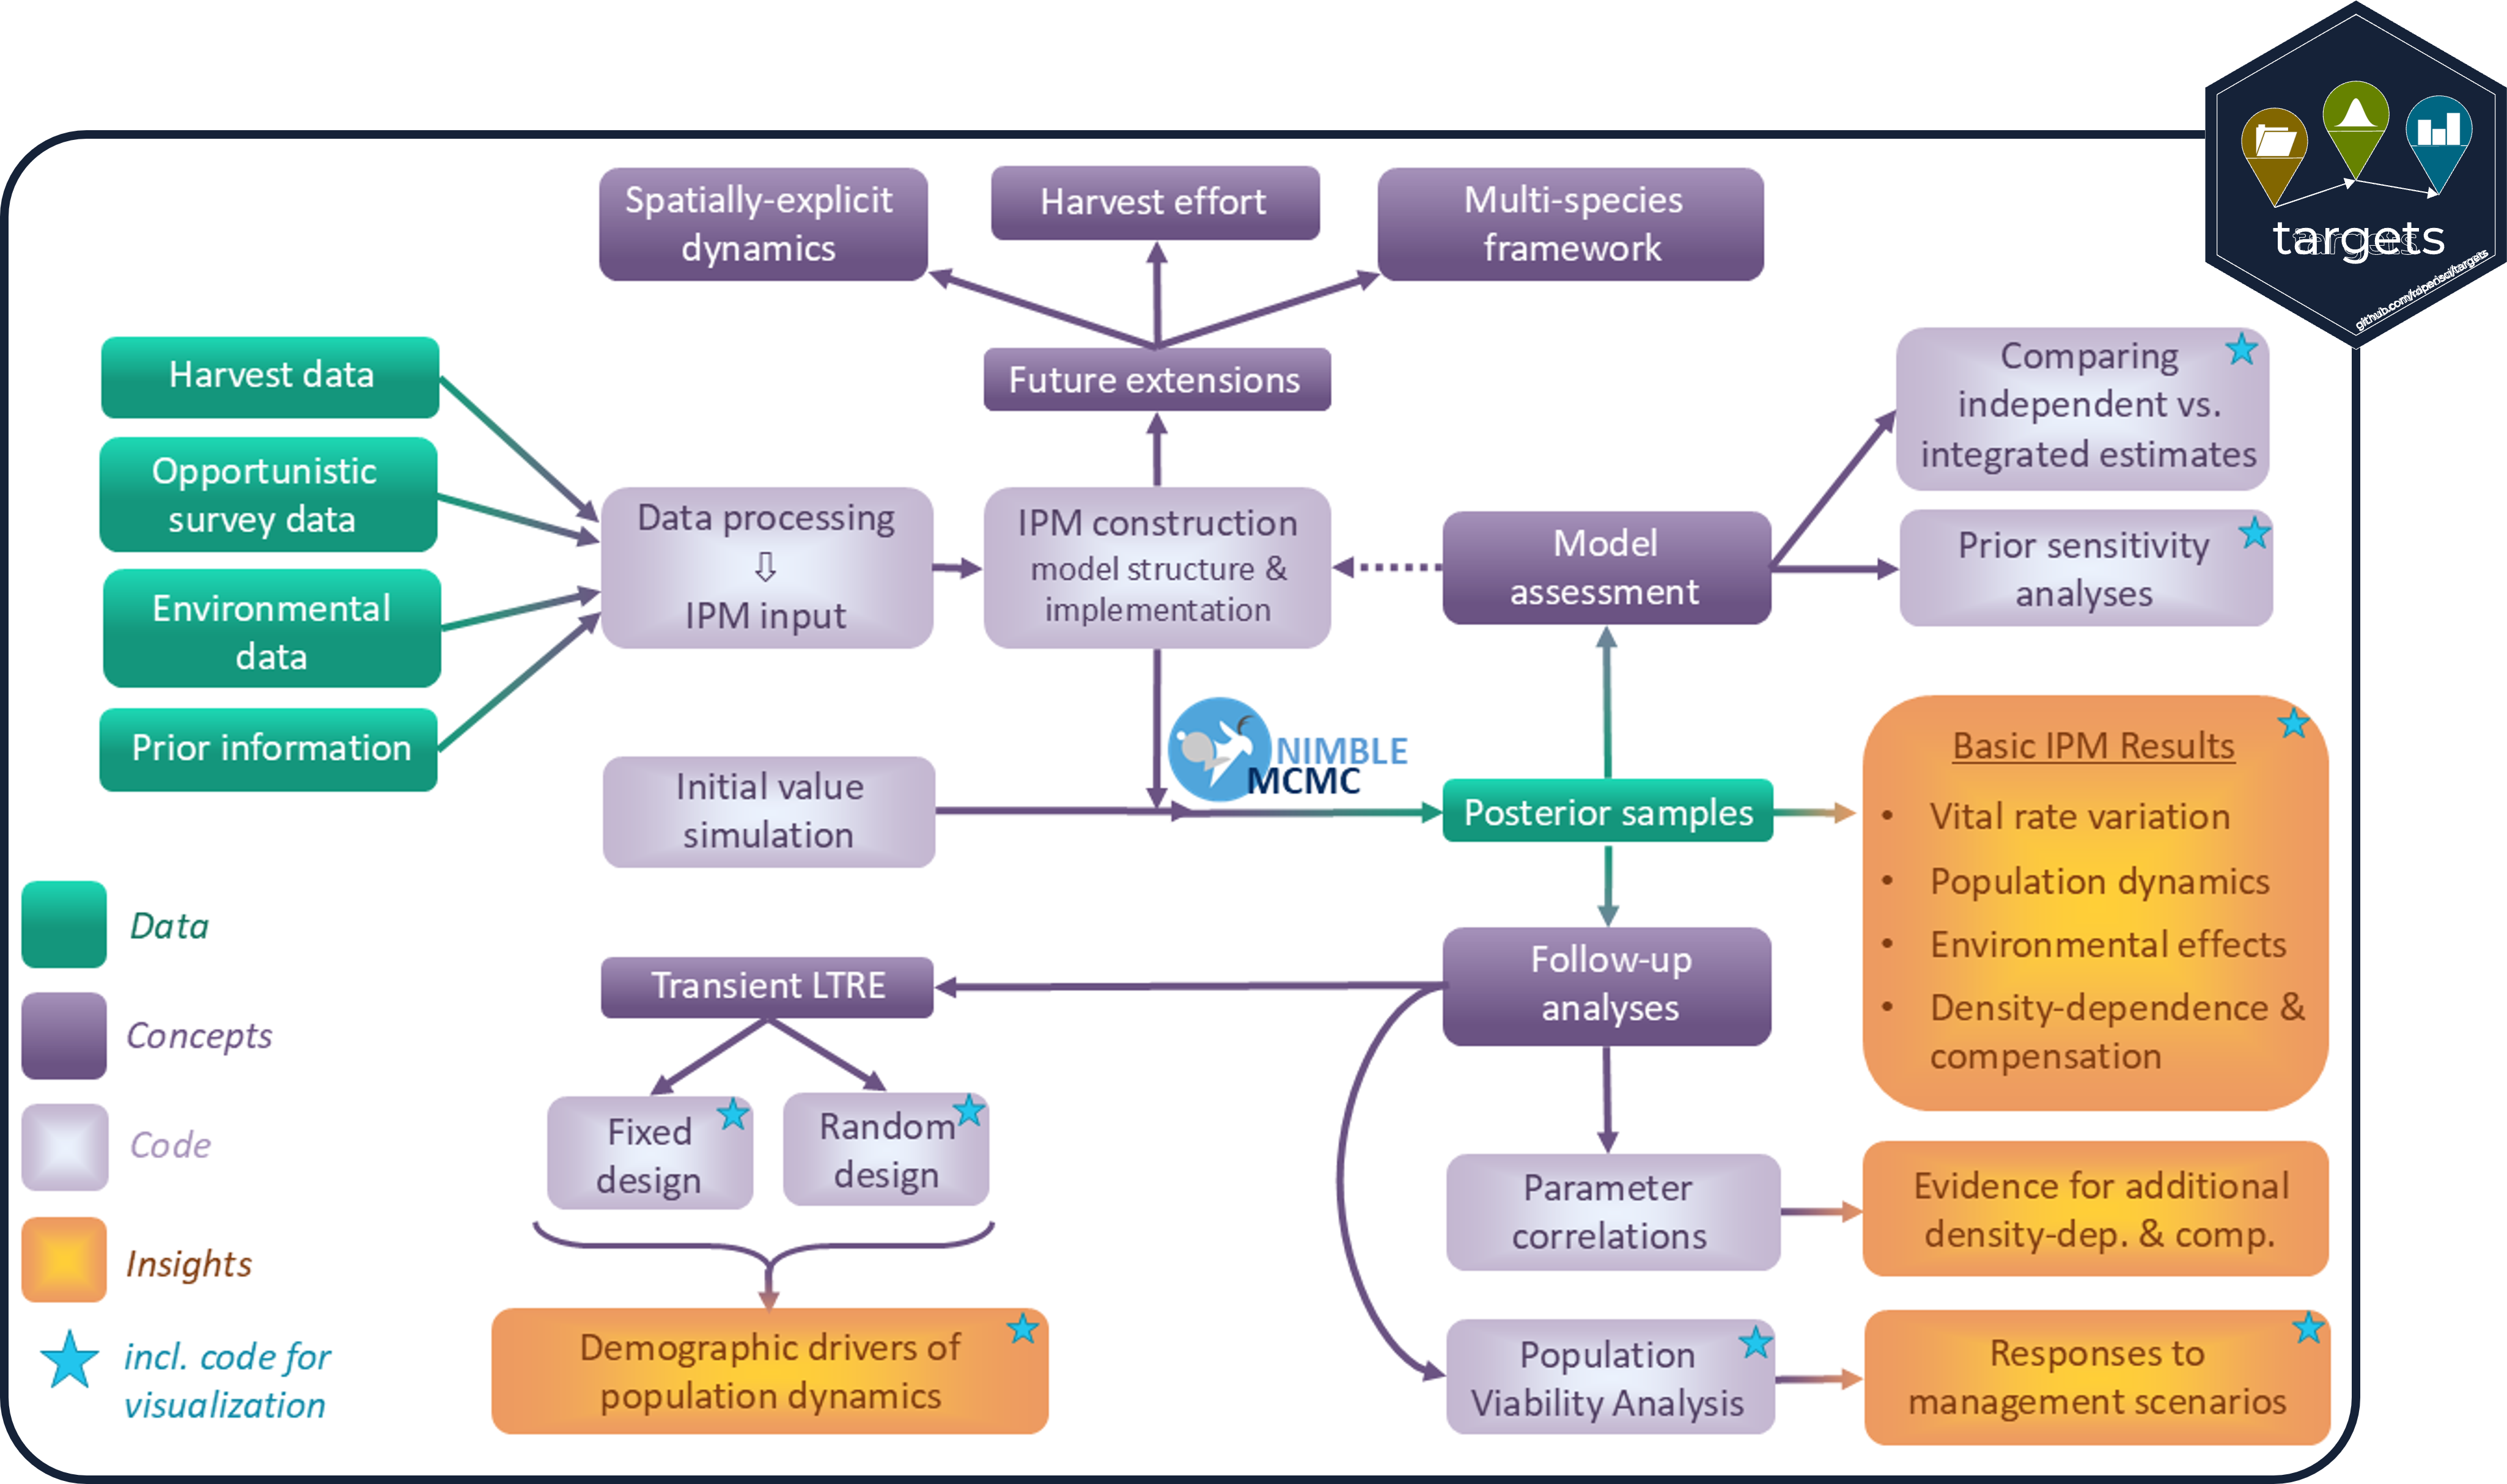 targets
github.com/ropensci/targets
Spatially-explicit
dynamics
Harvest effort
Multi-species
framework
Future extensions
Harvest data
Opportunistic
survey data
Environmental
data
Prior information
Data processing
⇩
IPM input
IPM construction
model structure &
implementation
Model
assessment
Comparing
independent vs.
integrated estimates
Prior sensitivity
analyses
Initial value
simulation
NIMBLE
MCMC
Posterior samples
Basic IPM Results
• Vital rate variation
• Population dynamics
• Environmental effects
• Density-dependence &
compensation
Follow-up
analyses
Transient LTRE
Fixed
design
Random
design
Demographic drivers of
population dynamics
Parameter
correlations
Evidence for additional
density-dep. & comp.
Population
Viability Analysis
Responses to
management scenarios
Data
Concepts
Code
Insights
incl. code for
visualization